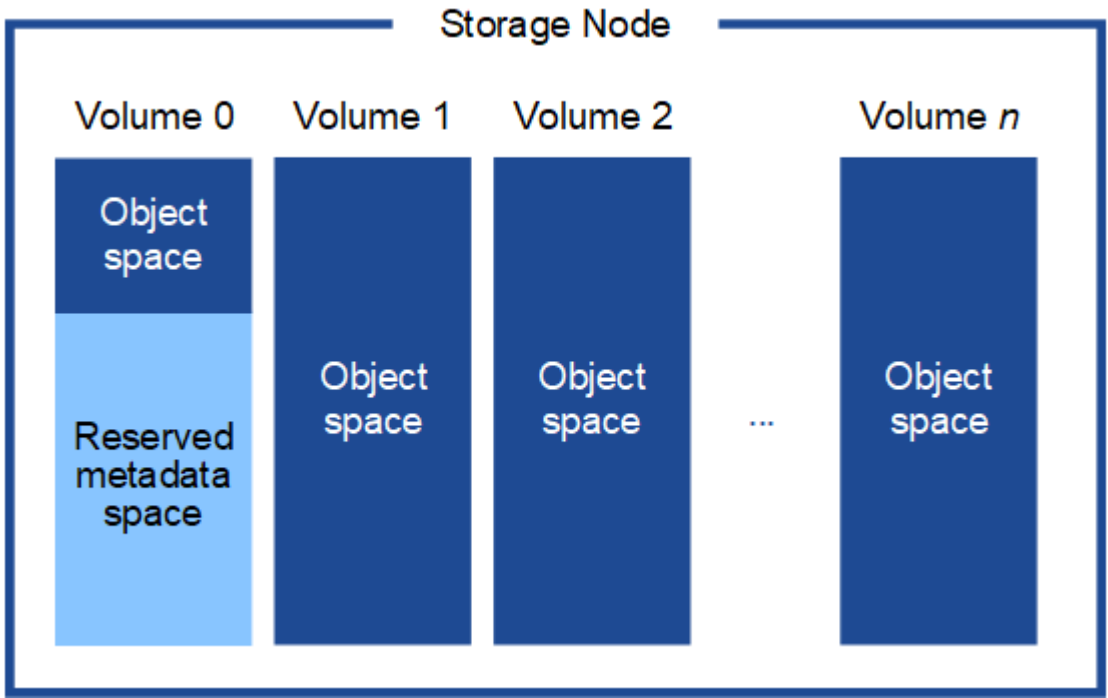 Storage Node
Volume 0
Volume 1
Volume 2
Volume n
Object
space
Reserved
metadata
space
Object
space
Object
space
...
Object
space